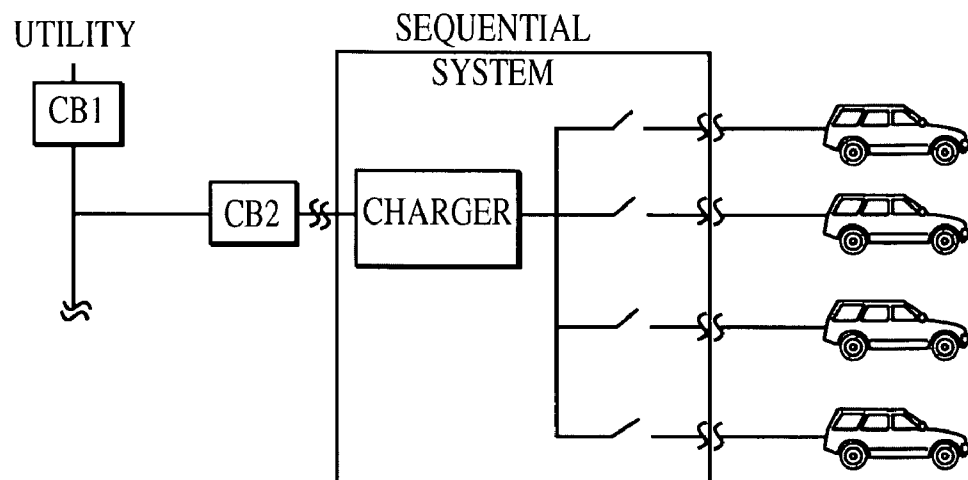 UTILITY
CB1
SEQUENTIAL
SYSTEM
CB2
CHARGER